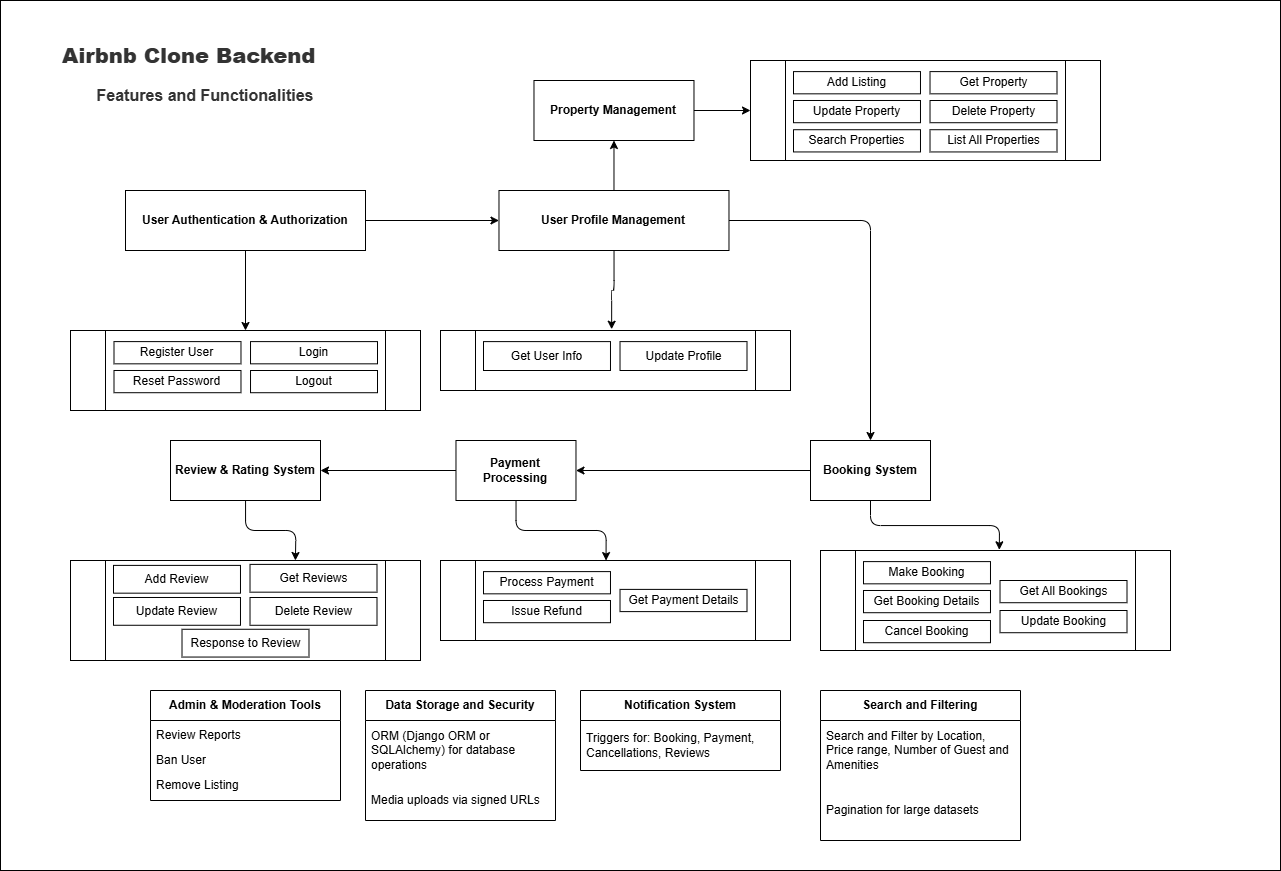 Airbnb Clone Backend
Features and Functionalities
Property Management
Add Listing
Get Property
Update Property
Delete Property
Search Properties
List All Properties
User Authentication & Authorization
User Profile Management
Register User
Login
Reset Password
Logout
Get User Info
Update Profile
Review & Rating System
Payment
Processing
Booking System
Add Review
Get Reviews
Update Review
Delete Review
Response to Review
Process Payment
Issue Refund
Get Payment Details
Make Booking
Get Booking Details
Cancel Booking
Get All Bookings
Update Booking
Admin & Moderation Tools
Review Reports
Ban User
Remove Listing
Data Storage and Security
ORM (Django ORM or
SQLAlchemy) for database
operations
Media uploads via signed URLs
Notification System
Triggers for: Booking, Payment,
Cancellations, Reviews
Search and Filtering
Search and Filter by Location,
Price range, Number of Guest and
Amenities
Pagination for large datasets